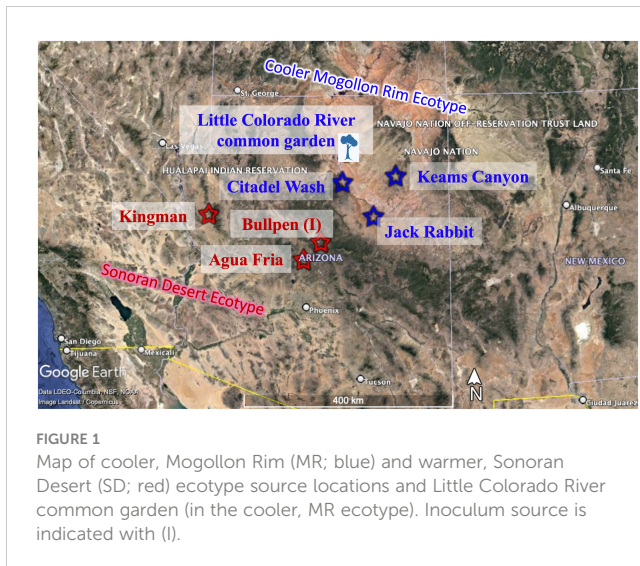 Cooler Mogollon Rim Ecotype
St. George
Little Colorado River
common garden
NAVAJO NATION OFF-RESERVATION TRUST LAND
Las Vegas
NAVAJO NATION
HUALAPAI INDIAN RESERVATION
Citadel Wash
Keams Canyon
Santa Fe
Kingman
Bullpen (I)
Jack Rabbit
Albuquerque
Agua Fria
ARIZONA
NEW MEXICO
Sonoran Desert Ecotype
Phoenix
San Diego
Tijuana
Mexicali
Google Earth
Tucson
N
Data LDEO-Columbia, NSF, NOAA
Image Landsat / Copernicus
400 km
Ciudad Juarez
FIGURE 1
Map of cooler, Mogollon Rim (MR; blue) and warmer, Sonoran
Desert (SD; red) ecotype source locations and Little Colorado River
common garden (in the cooler, MR ecotype). Inoculum source is
indicated with (I).